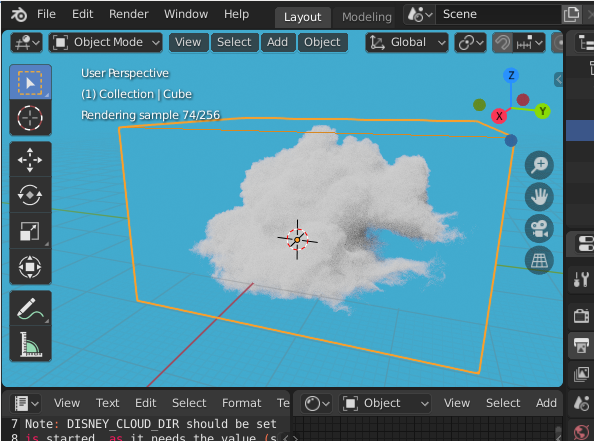 File Edit Render Window Help Layout Modeling Scene
Object Mode View Select Add Object Global
User Perspective
(1) Collection | Cube
Rendering sample 74/256
Z
Y
X
View Text Edit Select Format Object View Select Add
7 Note: DISNEY_CLOUD_DIR should be set
8 is started, as it needs the value (s